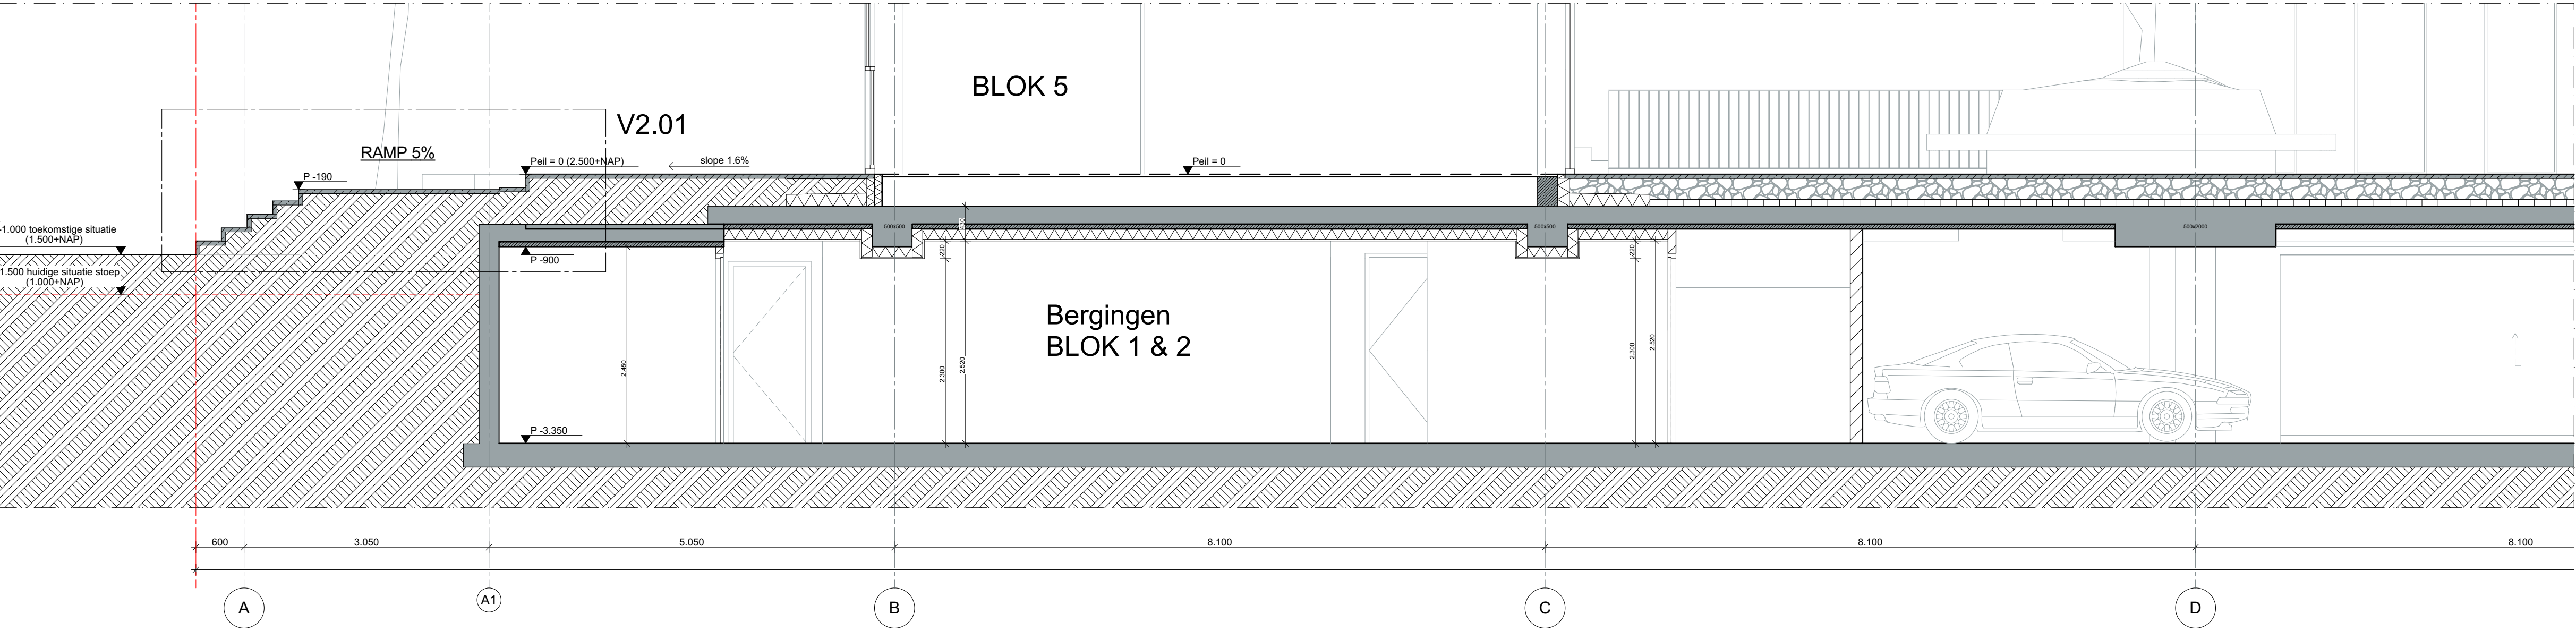 BLOK 5
V2.01
RAMP 5%
Peil = 0 (2.500+NAP)
slope 1.6%
Peil = 0
P -190
-1.000 toekomstige situatie
(1.500+NAP)
1.500 huidige situatie stoep
(1.000+NAP)
P -900
500x500
500x500
500x2000
220
220
Bergingen
BLOK 1 & 2
2.450
2.300
2.520
2.300
2.520
P -3.350
600
3.050
5.050
8.100
8.100
8.100
A
A1
B
C
D